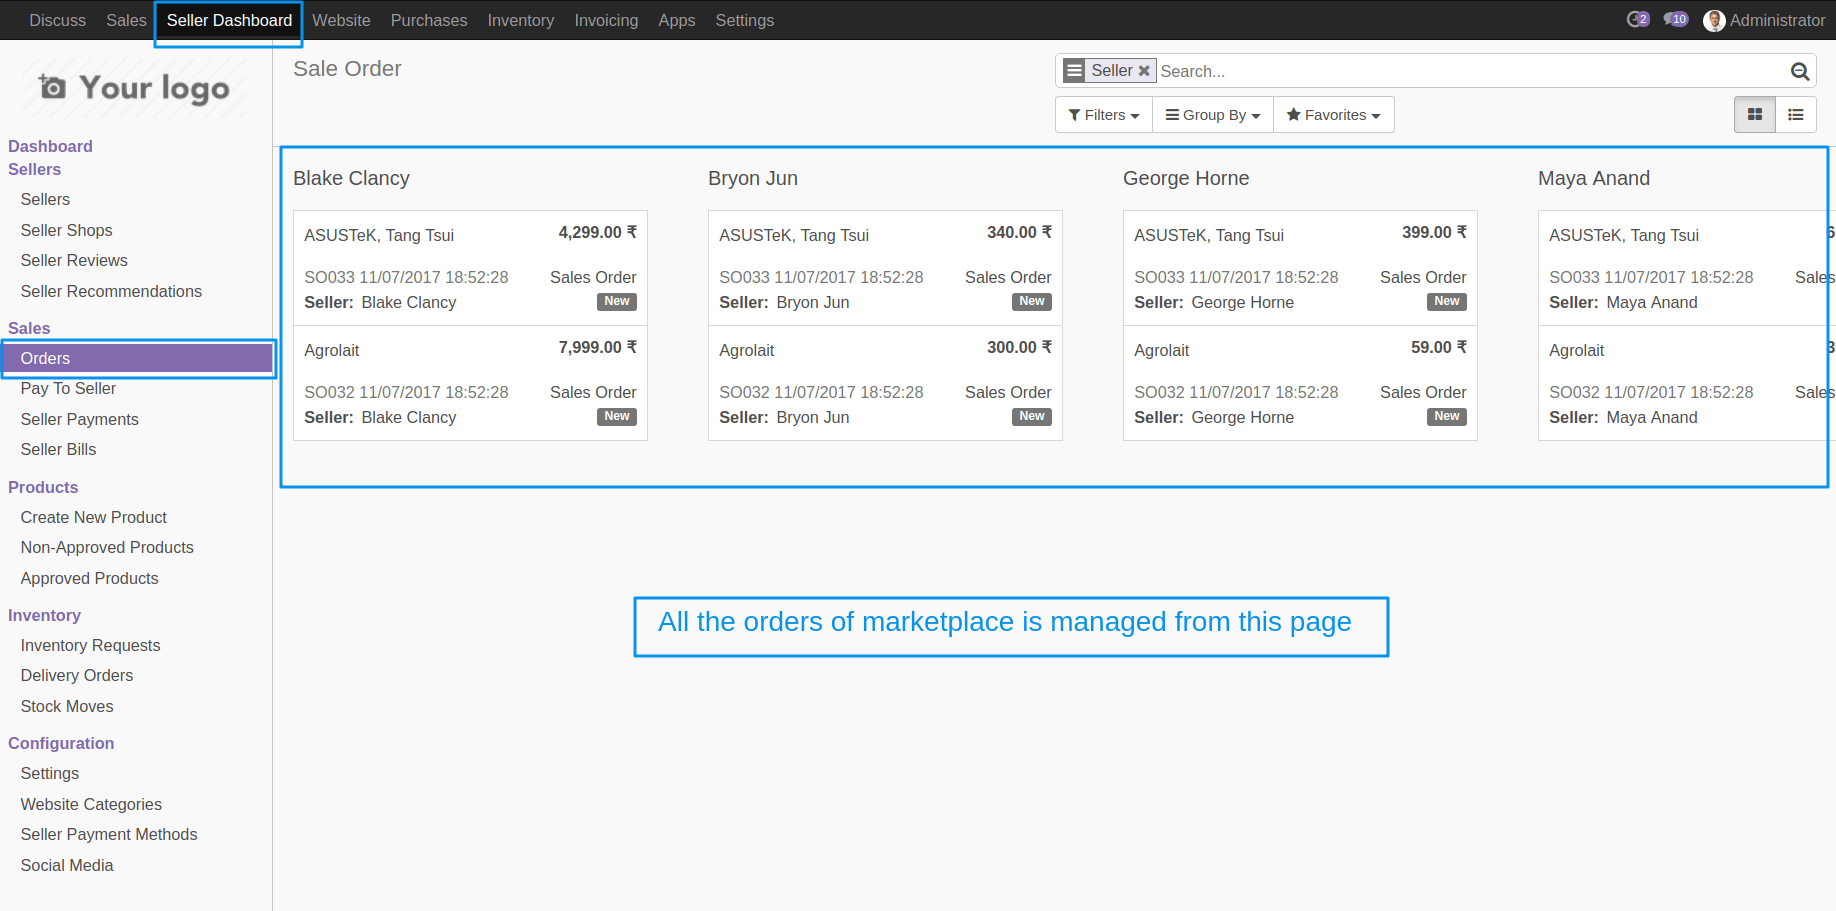 Discuss Sales Seller Dashboard Website Purchases Inventory Invoicing Apps Settings 2 10 Administrator
Your logo
Sale Order
Seller Search...
Filters Group By Favorites
Dashboard
Sellers
Sellers
Seller Shops
Seller Reviews
Seller Recommendations
Sales
Orders
Pay To Seller
Seller Payments
Seller Bills
Products
Create New Product
Non-Approved Products
Approved Products
Inventory
Inventory Requests
Delivery Orders
Stock Moves
Configuration
Settings
Website Categories
Seller Payment Methods
Social Media
Blake Clancy
ASUSTeK, Tang Tsui 4,299.00 ₹
SO033 11/07/2017 18:52:28 Sales Order
Seller: Blake Clancy New
Agrolait 7,999.00 ₹
SO032 11/07/2017 18:52:28 Sales Order
Seller: Blake Clancy New
Bryon Jun
ASUSTeK, Tang Tsui 340.00 ₹
SO033 11/07/2017 18:52:28 Sales Order
Seller: Bryon Jun New
Agrolait 300.00 ₹
SO032 11/07/2017 18:52:28 Sales Order
Seller: Bryon Jun New
George Horne
ASUSTeK, Tang Tsui 399.00 ₹
SO033 11/07/2017 18:52:28 Sales Order
Seller: George Horne New
Agrolait 59.00 ₹
SO032 11/07/2017 18:52:28 Sales Order
Seller: George Horne New
Maya Anand
ASUSTeK, Tang Tsui
SO033 11/07/2017 18:52:28 Sales
Seller: Maya Anand
Agrolait
SO032 11/07/2017 18:52:28 Sales
Seller: Maya Anand
All the orders of marketplace is managed from this page